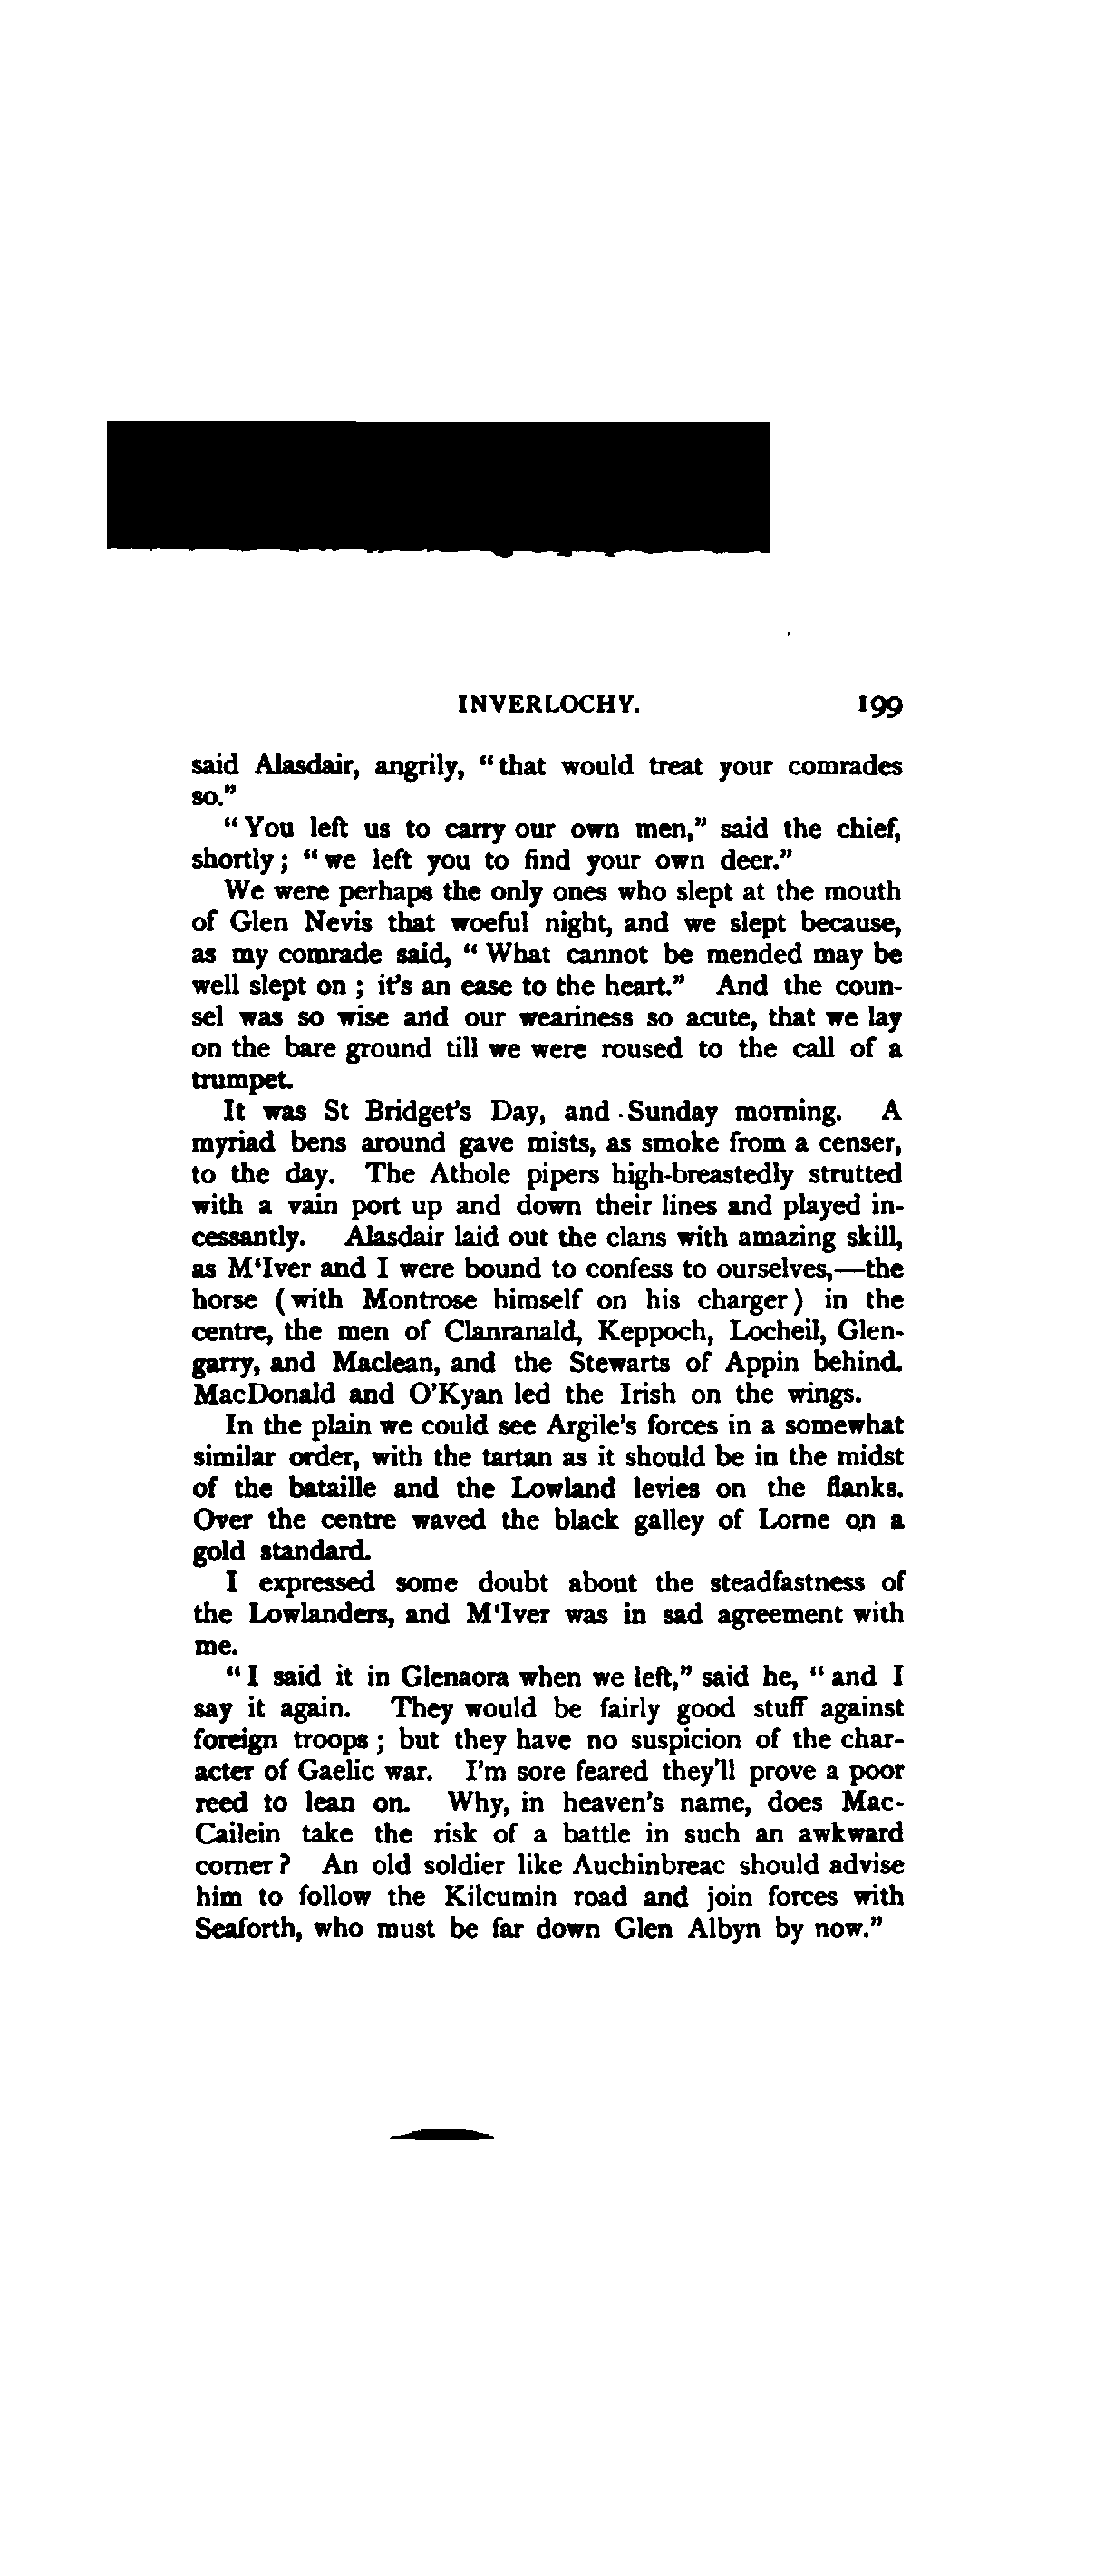 INVERLOCHY. 199
said Alasdair, angrily, “that would treat your comrades
so.”
“You left us to carry our own men,” said the chief,
shortly; “we left you to find your own deer.”
We were perhaps the only ones who slept at the mouth
of Glen Nevis that woeful night, and we slept because,
as my comrade said, “What cannot be mended may be
well slept on; it’s an ease to the heart.” And the coun-
sel was so wise and our weariness so acute, that we lay
on the bare ground till we were roused to the call of a
trumpet.
It was St Bridget’s Day, and Sunday morning. A
myriad bens around gave mists, as smoke from a censer,
to the day. The Athole pipers high-breastedly strutted
with a vain port up and down their lines and played in-
cessantly. Alasdair laid out the clans with amazing skill,
as M‘Iver and I were bound to confess to ourselves,—the
horse (with Montrose himself on his charger) in the
centre, the men of Clanranald, Keppoch, Locheil, Glen-
garry, and Maclean, and the Stewarts of Appin behind.
MacDonald and O’Kyan led the Irish on the wings.
In the plain we could see Argile’s forces in a somewhat
similar order, with the tartan as it should be in the midst
of the bataille and the Lowland levies on the flanks.
Over the centre waved the black galley of Lorne on a
gold standard.
I expressed some doubt about the steadfastness of
the Lowlanders, and M‘Iver was in sad agreement with
me.
“I said it in Glenaora when we left,” said he, “and I
say it again. They would be fairly good stuff against
foreign troops; but they have no suspicion of the char-
acter of Gaelic war. I’m sore feared they’ll prove a poor
reed to lean on. Why, in heaven’s name, does Mac-
Cailein take the risk of a battle in such an awkward
corner? An old soldier like Auchinbreac should advise
him to follow the Kilcumin road and join forces with
Seaforth, who must be far down Glen Albyn by now.”